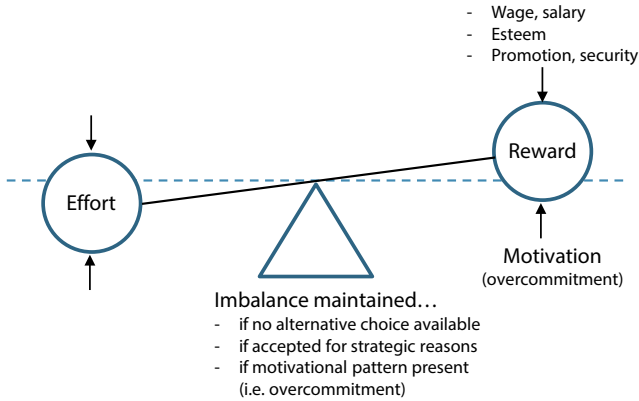 - Wage, salary
- Esteem
- Promotion, security
Reward
Effort
Motivation
(overcommitment)
Imbalance maintained…
- if no alternative choice available
- if accepted for strategic reasons
- if motivational pattern present
(i.e. overcommitment)